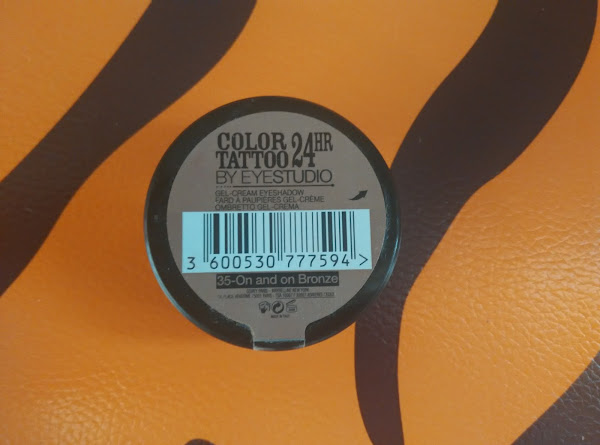 COLOR
TATTOO 24HR
BY EYESTUDIO
GEL-CREAM EYESHADOW
FARD À PAUPIÈRES GEL-CRÈME
OMBRETTO GEL-CREMA
3 600530 777594 >
35-On and on Bronze